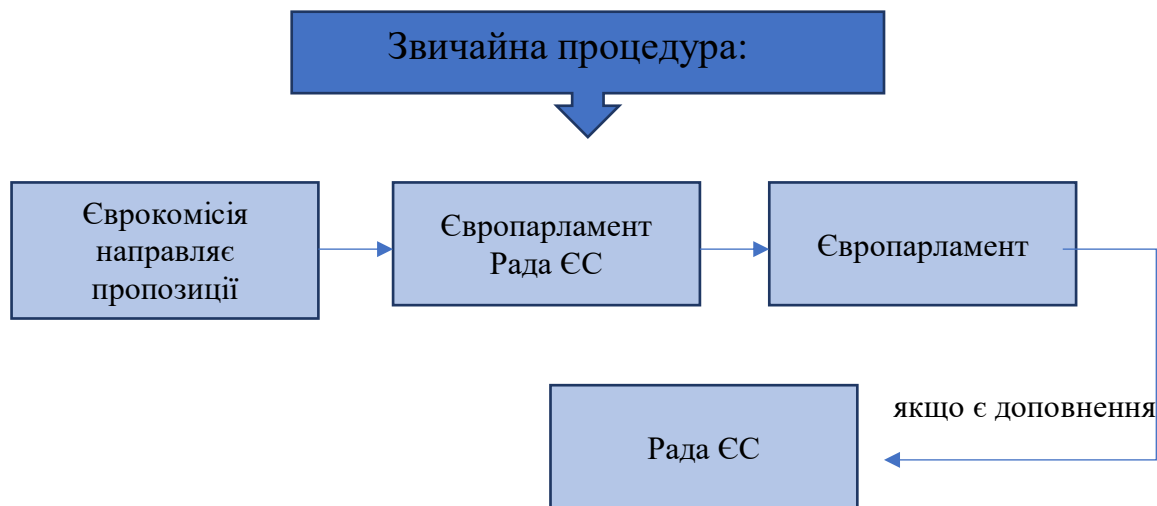 Звичайна процедура:
Єврокомісія
направляє
пропозиції
Європарламент
Рада ЄС
Європарламент
якщо є доповнення
Рада ЄС